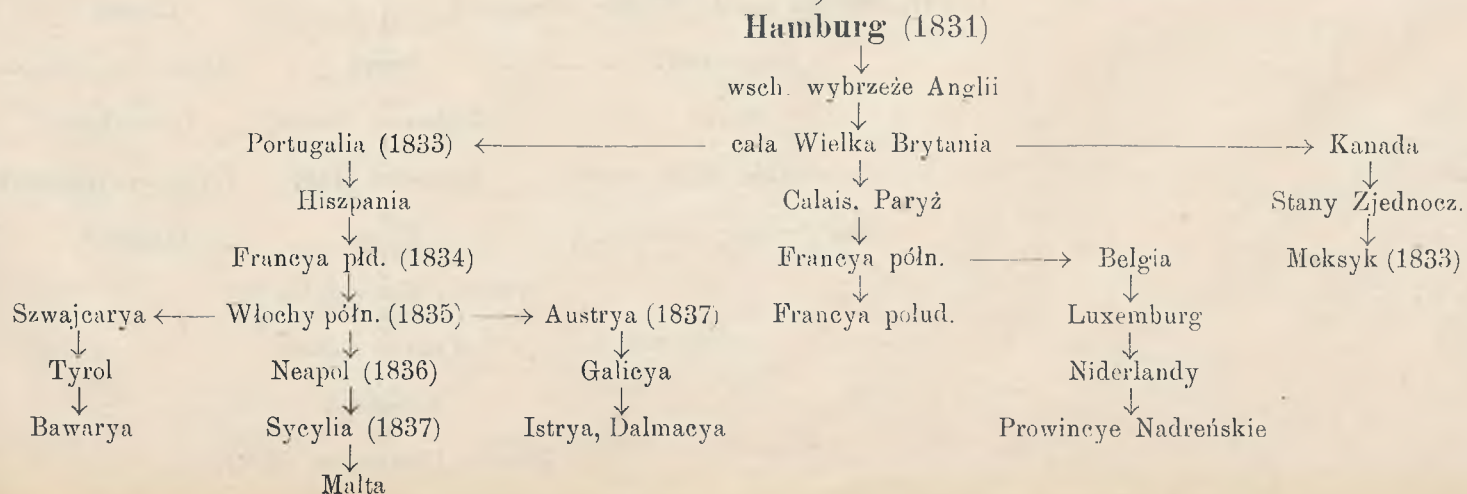 Hamburg (1831)
wsch. wybrzeże Anglii
Portugalia (1833) ← cała Wielka Brytania → Kanada
Hiszpania Calais. Paryż Stany Zjednocz.
Francya płd. (1834) Francya półn. → Belgia Meksyk (1833)
Szwajcarya ← Włochy półn. (1835) → Austrya (1837) Francya połud. Luxemburg
Tyrol Neapol (1836) Galicya Niderlandy
Bawarya Sycylia (1837) Istrya, Dalmacya Prowincye Nadreńskie
Malta